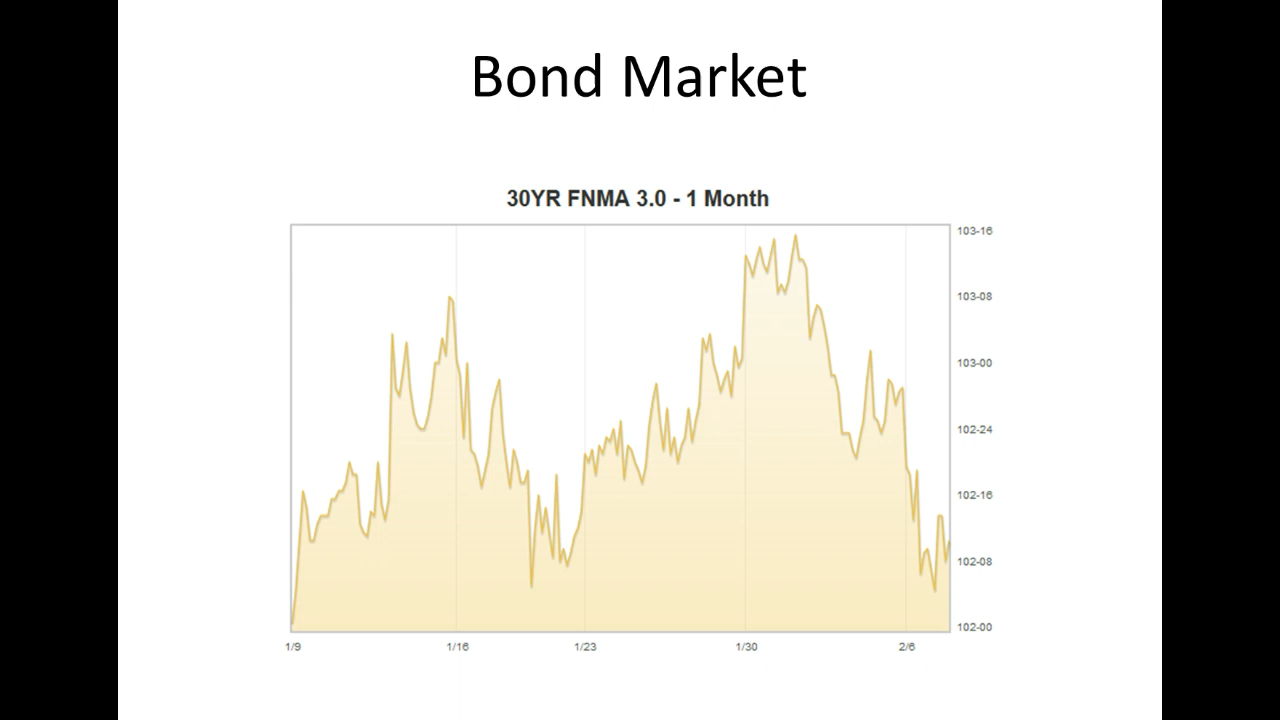 Bond Market
30YR FNMA 3.0 - 1 Month
103-16
103-08
103-00
102-24
102-16
102-08
102-00
1/9 1/16 1/23 1/30 2/6